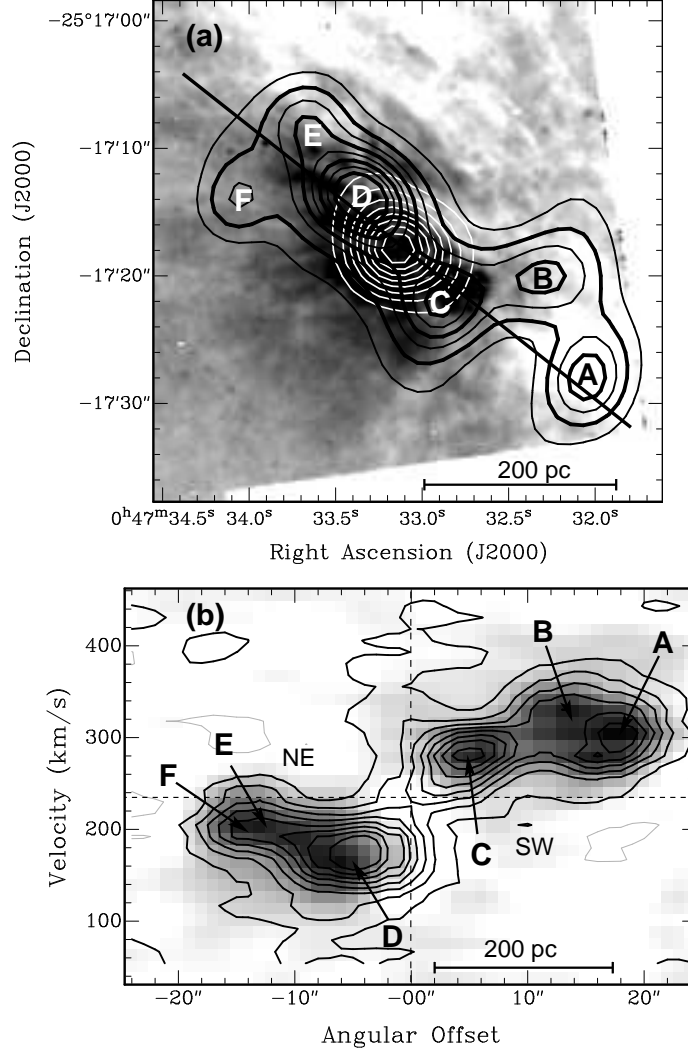 −25°17′00″
(a)
−17′10″
E
F
D
Declination (J2000)
−17′20″
B
C
A
−17′30″
200 pc
0ʰ47ᵐ34.5ˢ 34.0ˢ 33.5ˢ 33.0ˢ 32.5ˢ 32.0ˢ
Right Ascension (J2000)
(b)
400
B A
Velocity (km/s)
300
E NE
F
200
C SW
D
100
200 pc
−20″ −10″ −00″ 10″ 20″
Angular Offset